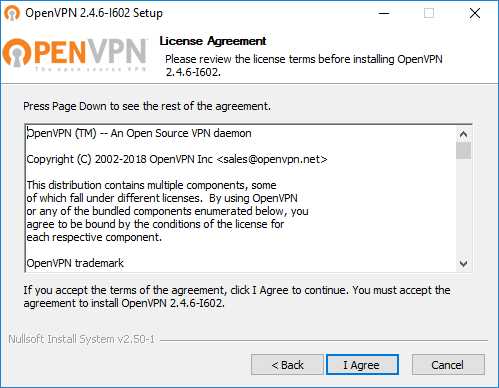 OpenVPN 2.4.6-I602 Setup
OPENVPN™
The open source VPN
License Agreement
Please review the license terms before installing OpenVPN
2.4.6-I602.
Press Page Down to see the rest of the agreement.
OpenVPN (TM) -- An Open Source VPN daemon
Copyright (C) 2002-2018 OpenVPN Inc <sales@openvpn.net>
This distribution contains multiple components, some
of which fall under different licenses. By using OpenVPN
or any of the bundled components enumerated below, you
agree to be bound by the conditions of the license for
each respective component.
OpenVPN trademark
If you accept the terms of the agreement, click I Agree to continue. You must accept the
agreement to install OpenVPN 2.4.6-I602.
Nullsoft Install System v2.50-1
< Back
I Agree
Cancel